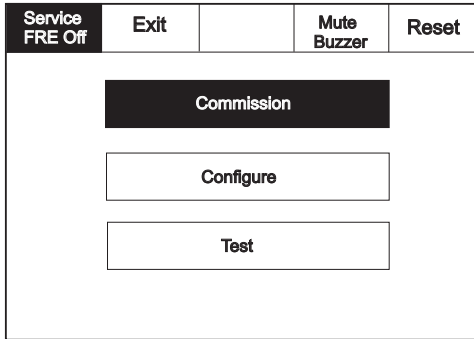 Service
FRE Off
Exit
Mute
Buzzer
Reset
Commission
Configure
Test